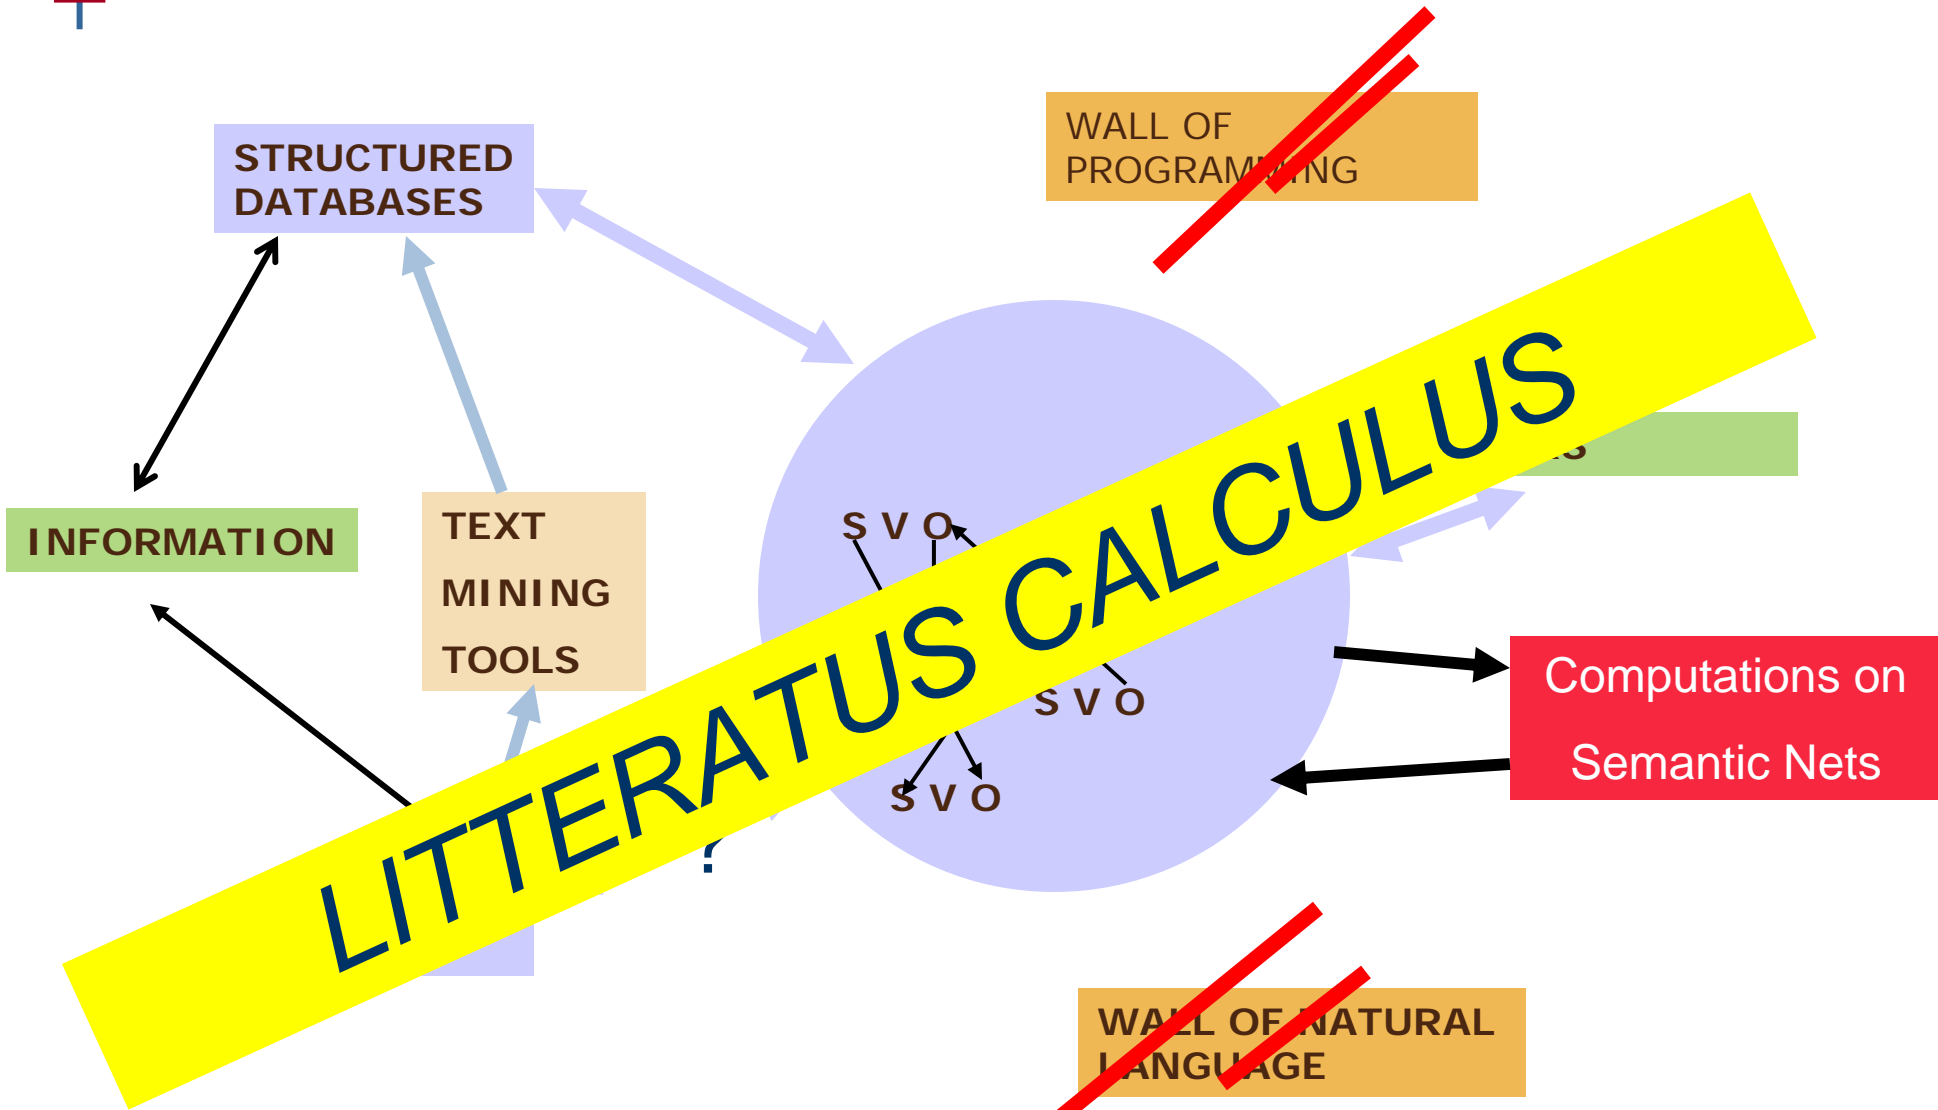 WALL OF
PROGRAMMING
STRUCTURED
DATABASES
LITTERATUS CALCULUS
INFORMATION
TEXT
MINING
TOOLS
S V O
S V O
S V O
?
Computations on
Semantic Nets
WALL OF NATURAL
LANGUAGE